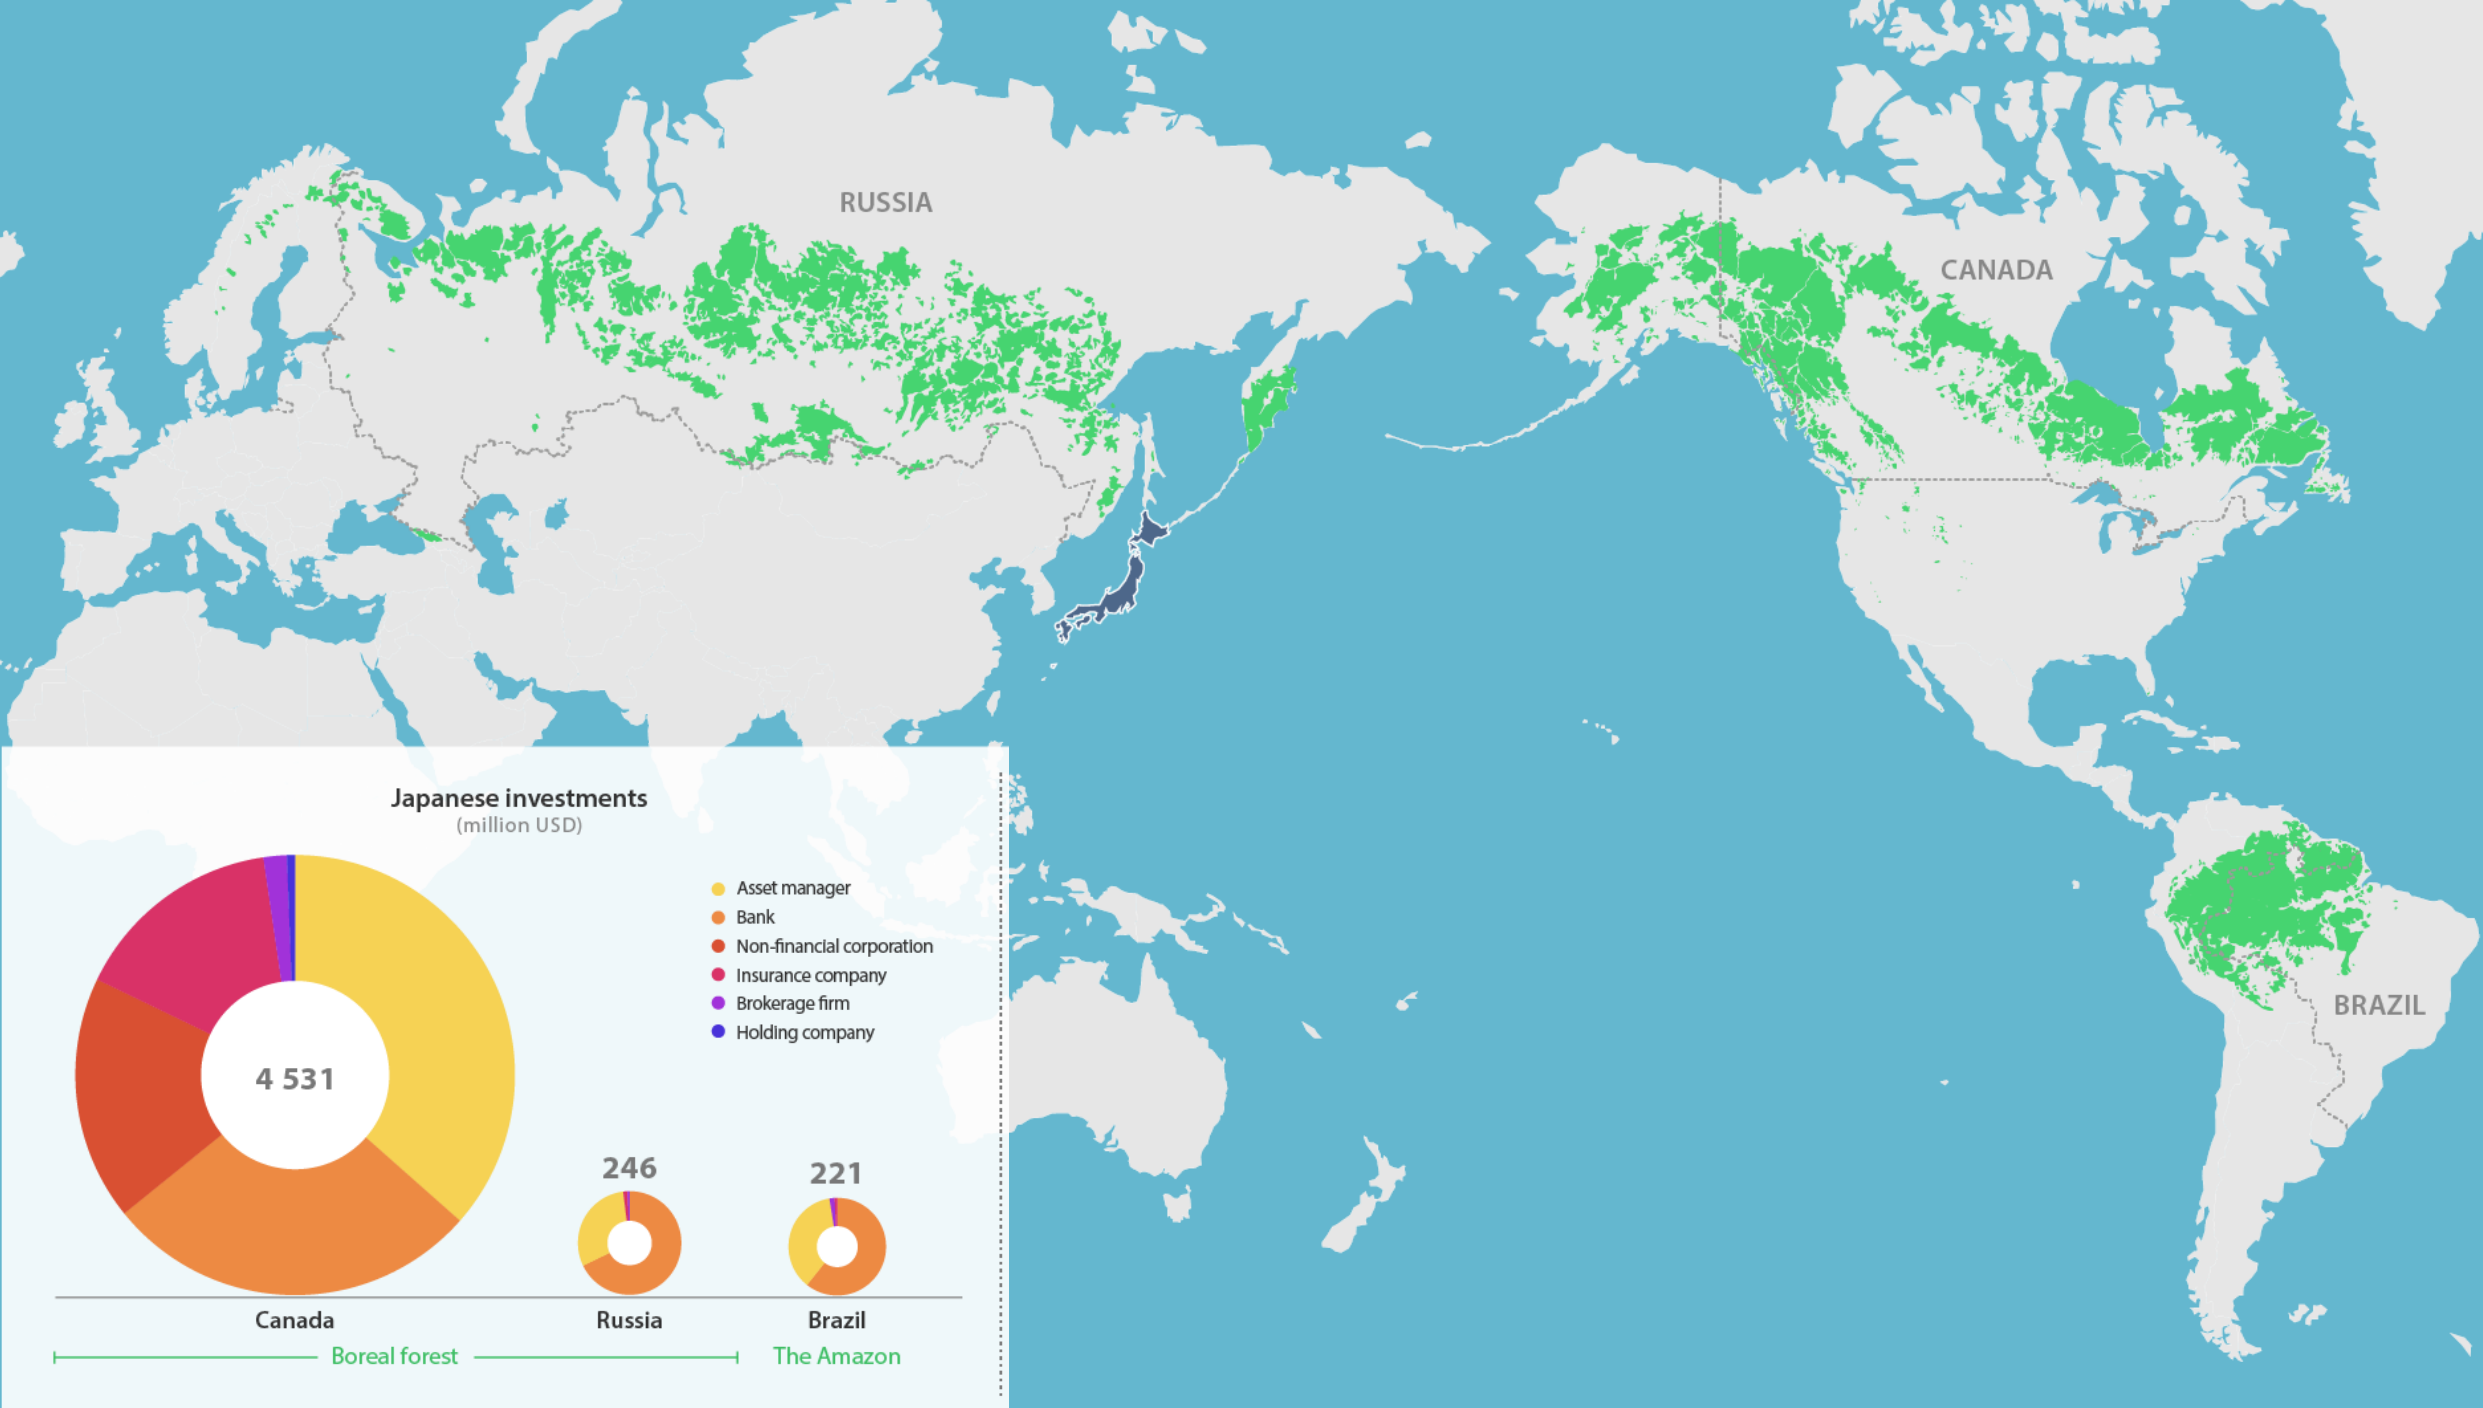 RUSSIA
CANADA
BRAZIL
Japanese investments
(million USD)
Asset manager
Bank
Non-financial corporation
Insurance company
Brokerage firm
Holding company
4 531
246
221
Canada
Russia
Brazil
Boreal forest
The Amazon